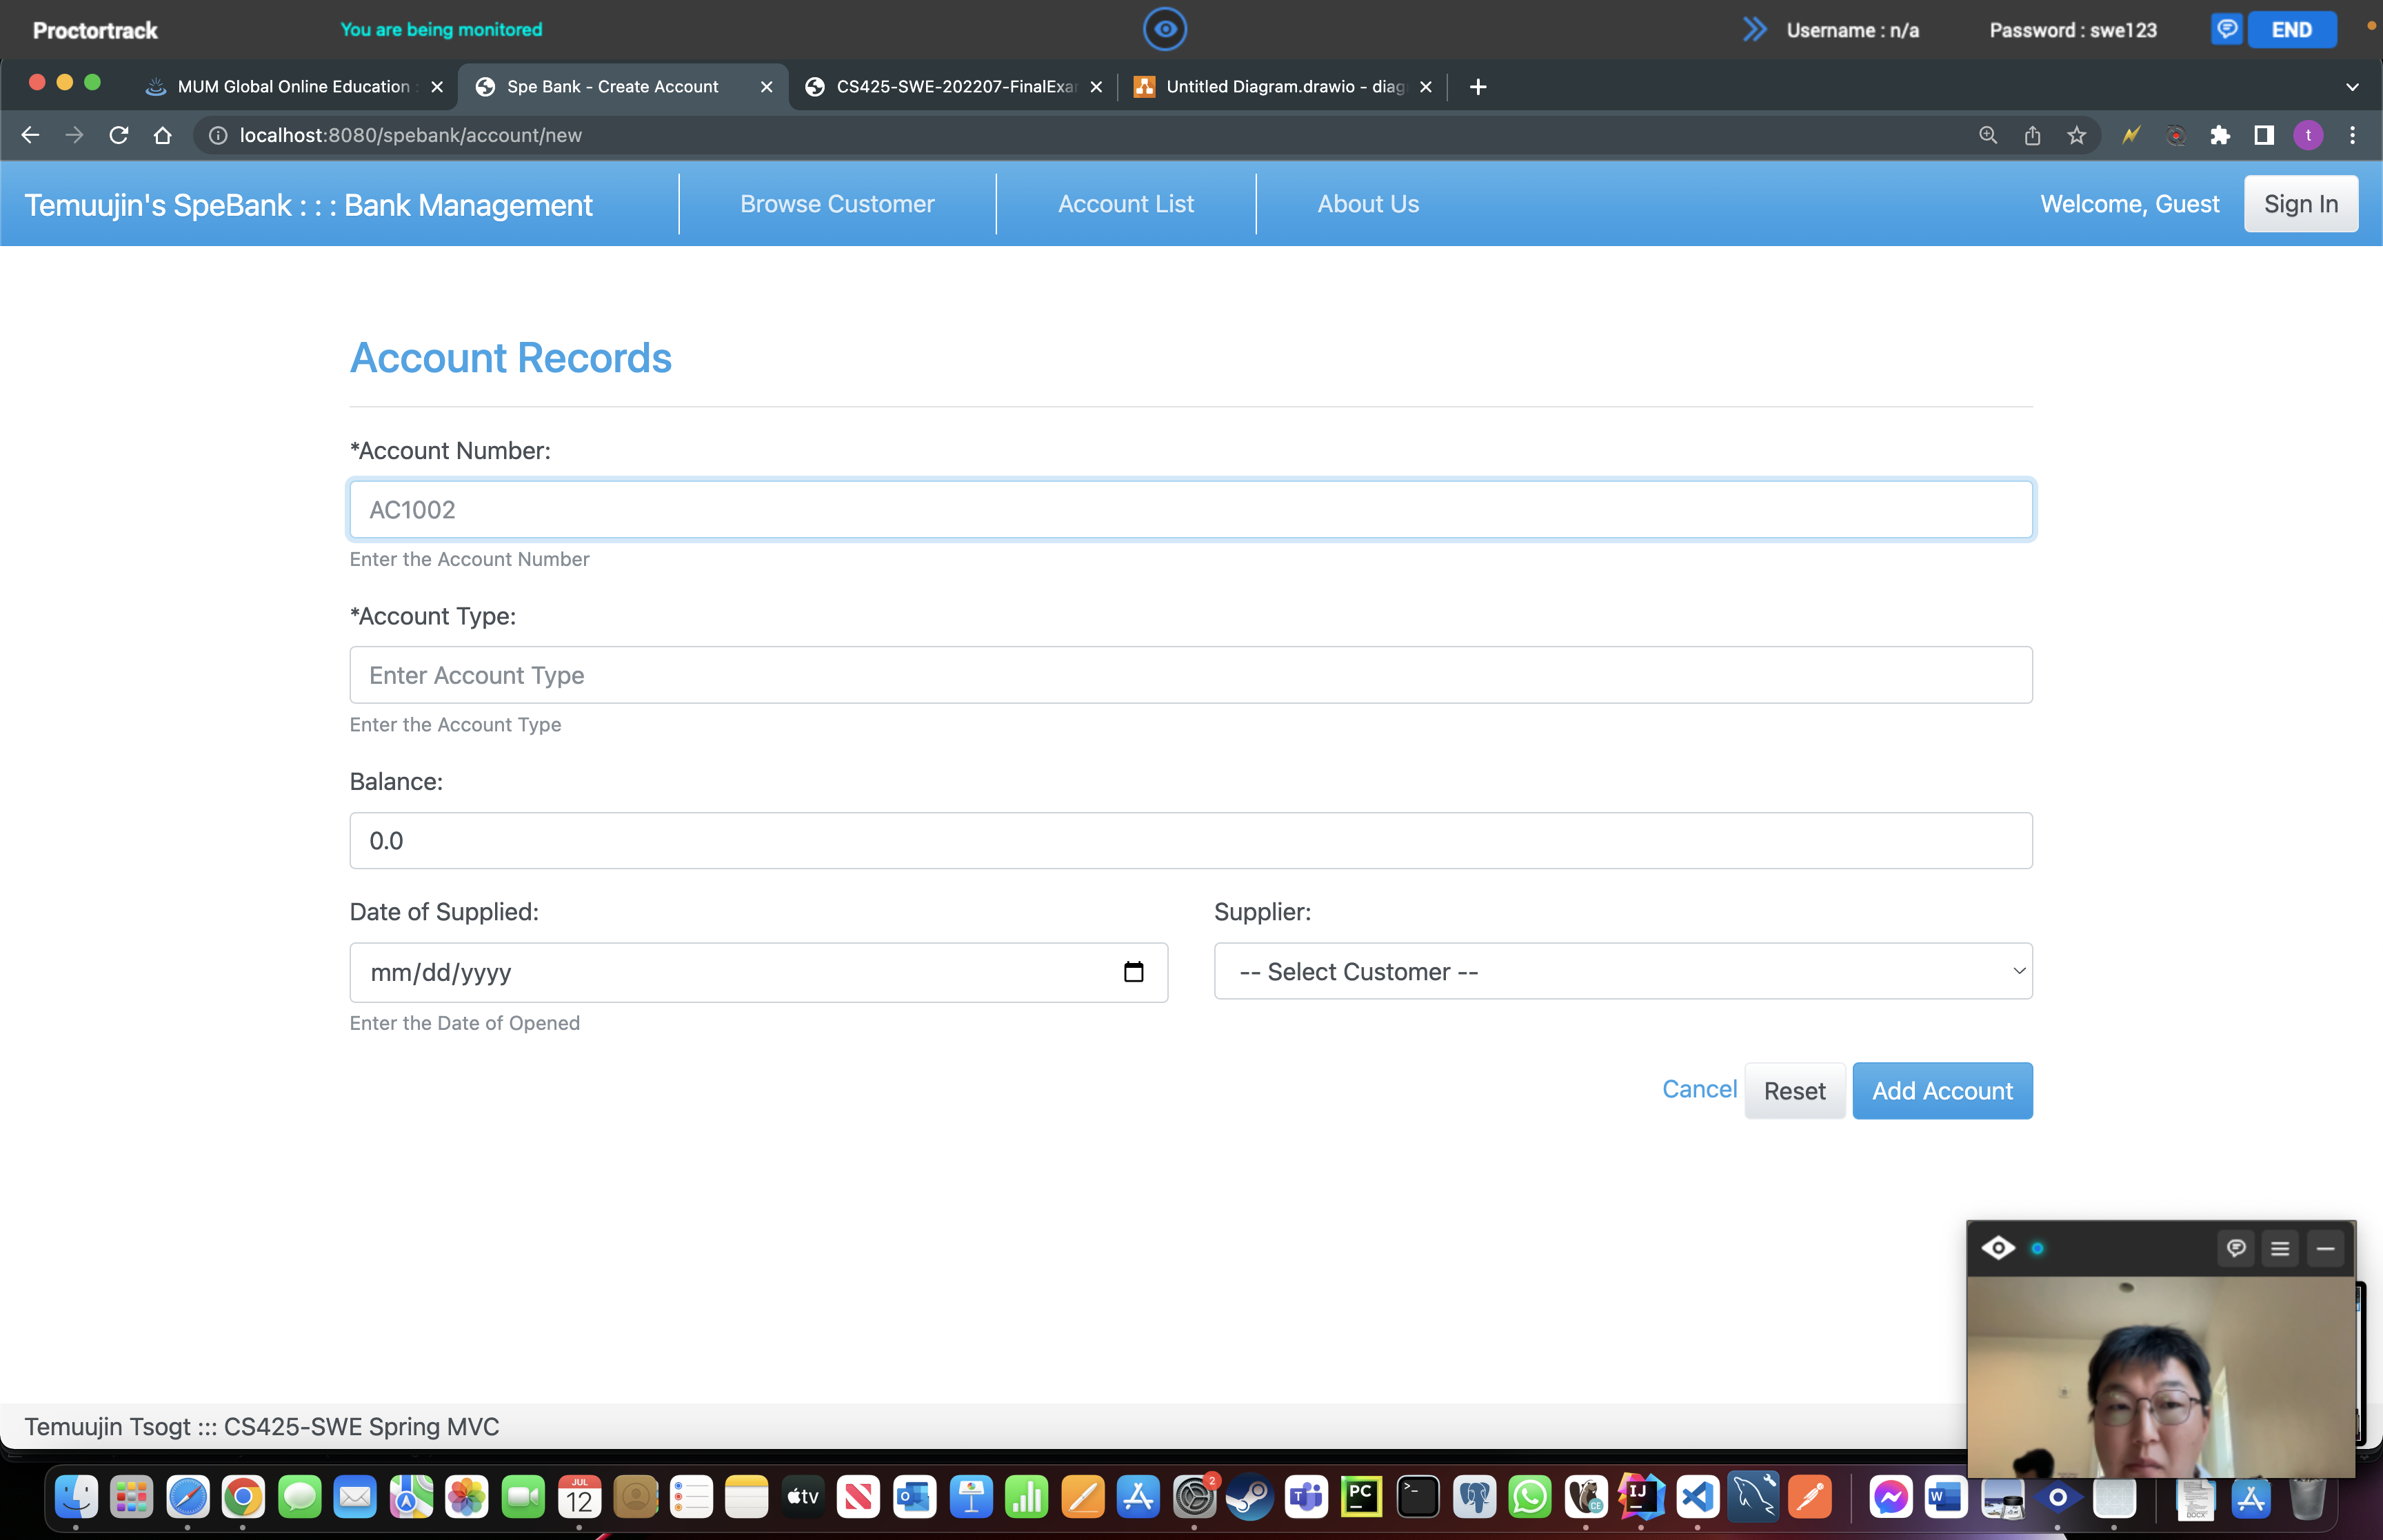 Proctortrack
You are being monitored
Username : n/a
Password : swe123
END
MUM Global Online Education
Spe Bank - Create Account
CS425-SWE-202207-FinalExa
Untitled Diagram.drawio - diag
localhost:8080/spebank/account/new
t
Temuujin's SpeBank : : : Bank Management
Browse Customer
Account List
About Us
Welcome, Guest
Sign In
Account Records
*Account Number:
AC1002
Enter the Account Number
*Account Type:
Enter Account Type
Enter the Account Type
Balance:
0.0
Date of Supplied:
Supplier:
mm/dd/yyyy
-- Select Customer --
Enter the Date of Opened
Cancel
Reset
Add Account
Temuujin Tsogt ::: CS425-SWE Spring MVC
JUL
12
tv
2
PC
CE
IJ
W
DOCX